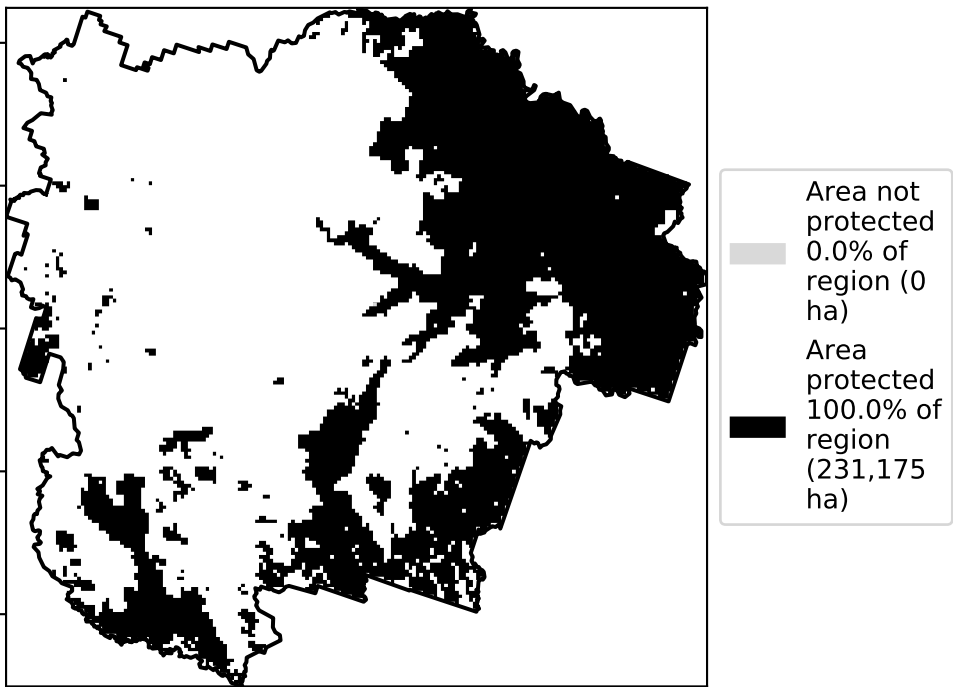 Area not
protected
0.0% of
region (0
ha)
Area
protected
100.0% of
region
(231,175
ha)